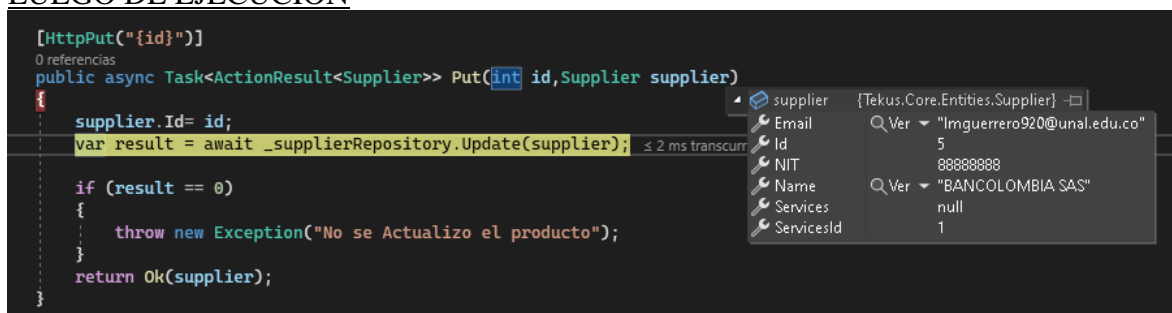 LUEGO DE EJECUCION
[HttpPut("{id}")]
0 referencias
public async Task<ActionResult<Supplier>> Put(int id,Supplier supplier)
{
supplier {Tekus.Core.Entities.Supplier}
supplier.Id= id;
Email Ver "lmguerrero920@unal.edu.co"
var result = await _supplierRepository.Update(supplier); ≤ 2 ms transcurr
Id 5
NIT 88888888
if (result == 0)
Name Ver "BANCOLOMBIA SAS"
{
Services null
throw new Exception("No se Actualizo el producto");
ServicesId 1
}
return Ok(supplier);
}